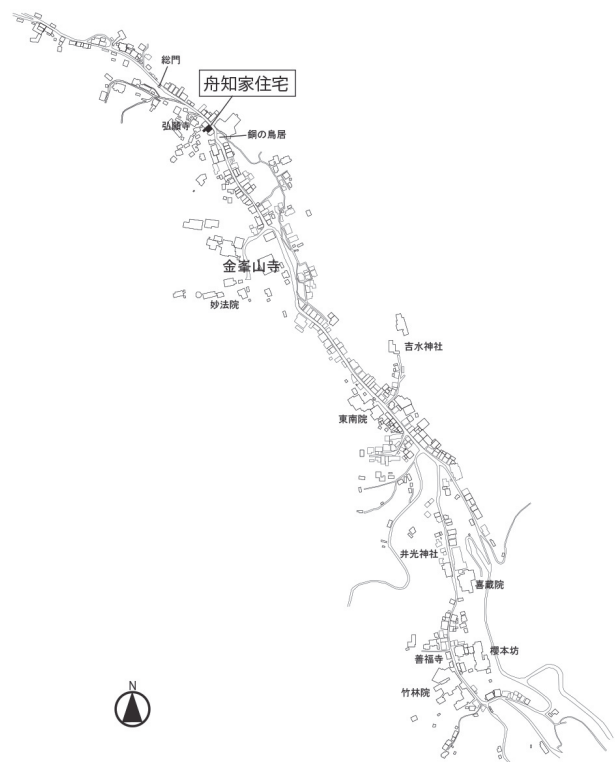 総門
舟知家住宅
弘願寺
銅の鳥居
金峯山寺
妙法院
吉水神社
東南院
井光神社
喜蔵院
善福寺
櫻本坊
竹林院
N